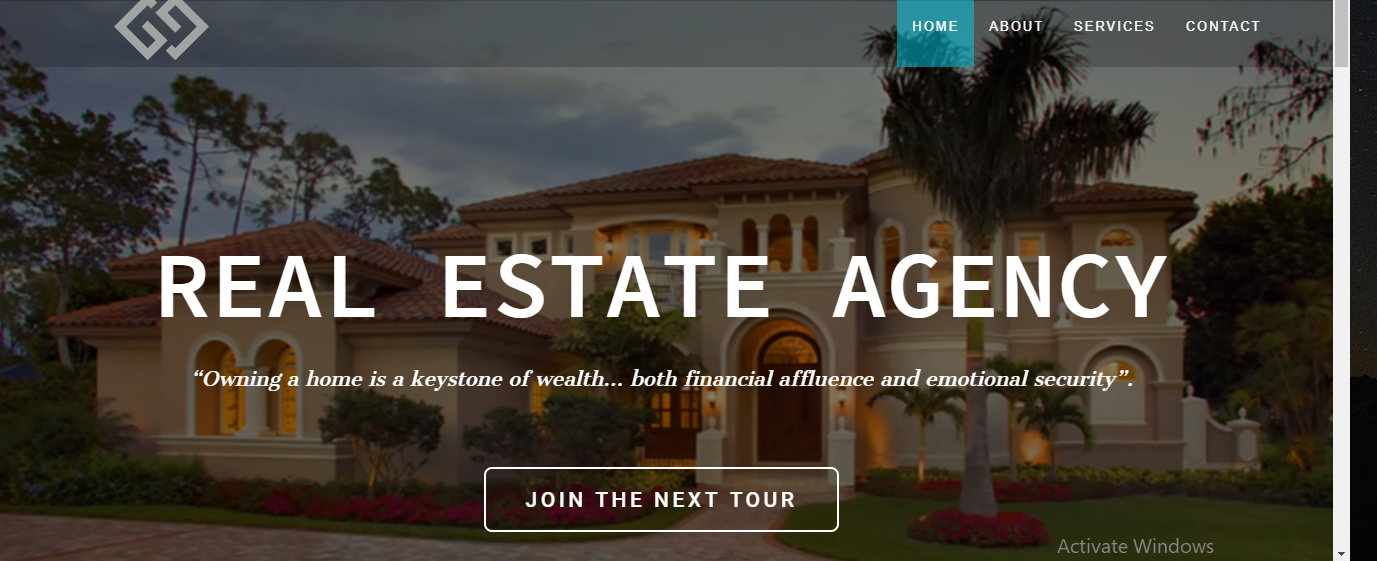 HOME ABOUT SERVICES CONTACT
REAL ESTATE AGENCY
“Owning a home is a keystone of wealth... both financial affluence and emotional security”.
JOIN THE NEXT TOUR
Activate Windows